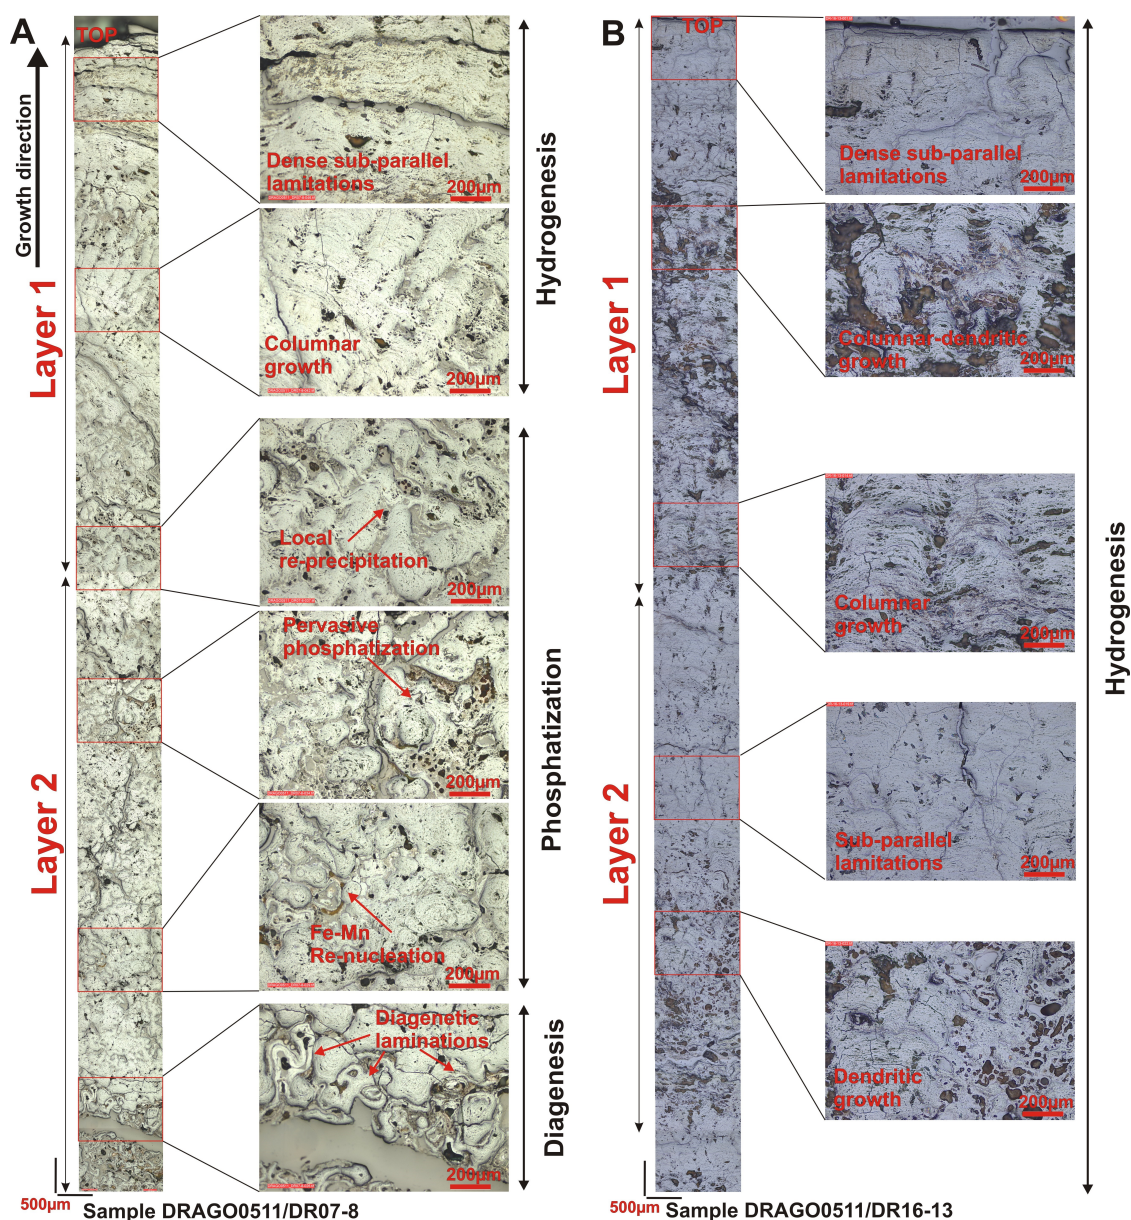 A
TOP
Growth direction
Layer 1
Layer 2
Dense sub-parallel
lamitations
200µm
Columnar
growth
200µm
Hydrogenesis
Local
re-precipitation
200µm
Pervasive
phosphatization
200µm
Fe-Mn
Re-nucleation
200µm
Phosphatization
Diagenetic
laminations
200µm
Diagenesis
500µm
Sample DRAGO0511/DR07-8
B
TOP
Layer 1
Layer 2
Dense sub-parallel
lamitations
200µm
Columnar-dendritic
growth
200µm
Columnar
growth
200µm
Sub-parallel
lamitations
200µm
Dendritic
growth
200µm
Hydrogenesis
500µm
Sample DRAGO0511/DR16-13